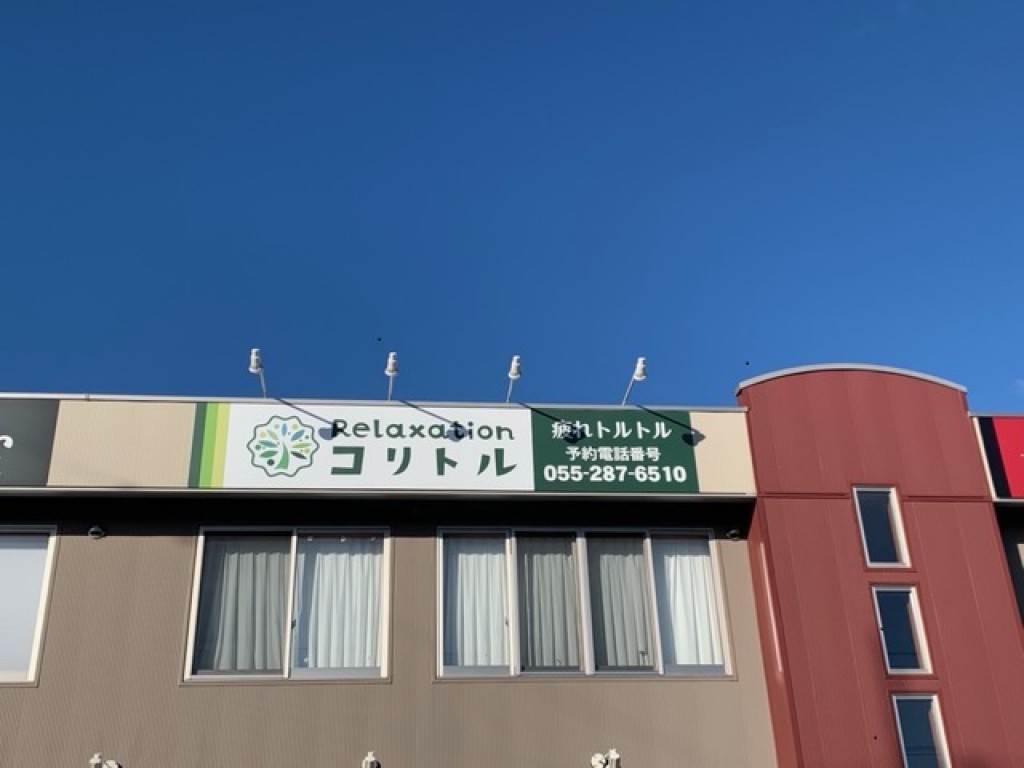 Relaxation
コリトル
疲れトルトル
予約電話番号
055-287-6510